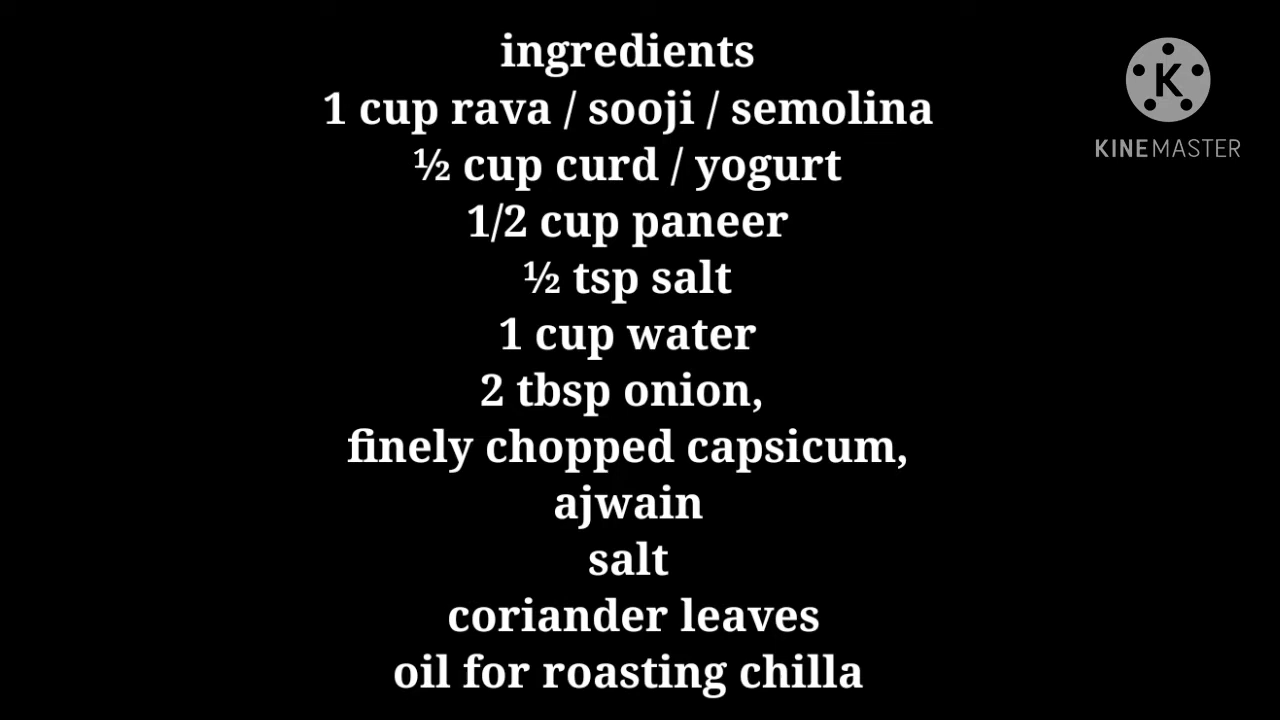 ingredients
1 cup rava / sooji / semolina
½ cup curd / yogurt
1/2 cup paneer
½ tsp salt
1 cup water
2 tbsp onion,
finely chopped capsicum,
ajwain
salt
coriander leaves
oil for roasting chilla
K
KINEMASTER